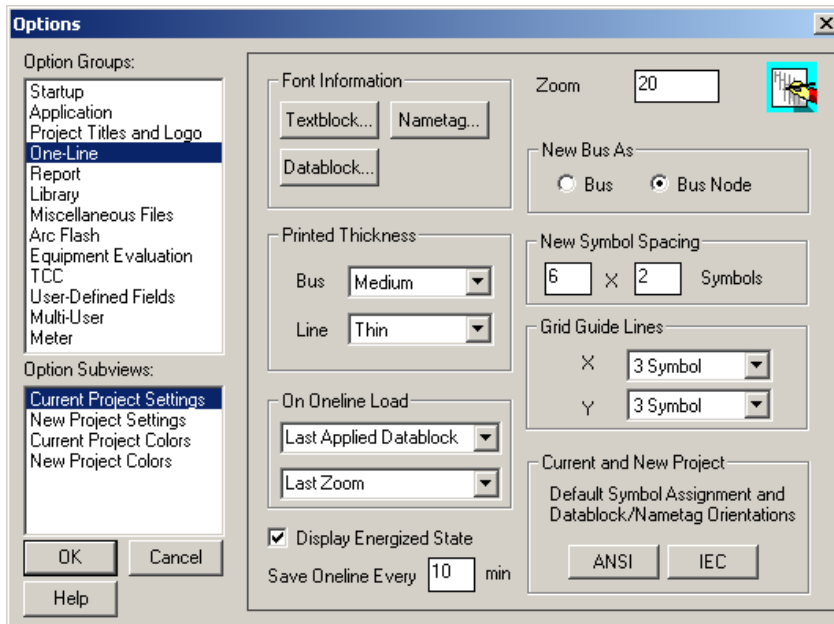 Options
Option Groups:
Startup
Application
Project Titles and Logo
One-Line
Report
Library
Miscellaneous Files
Arc Flash
Equipment Evaluation
TCC
User-Defined Fields
Multi-User
Meter
Option Subviews:
Current Project Settings
New Project Settings
Current Project Colors
New Project Colors
OK
Cancel
Help
Font Information
Textblock...
Nametag...
Datablock...
Printed Thickness
Bus
Medium
Line
Thin
On Oneline Load
Last Applied Datablock
Last Zoom
Display Energized State
Save Oneline Every 10 min
Zoom 20
New Bus As
Bus
Bus Node
New Symbol Spacing
6 X 2 Symbols
Grid Guide Lines
X 3 Symbol
Y 3 Symbol
Current and New Project
Default Symbol Assignment and
Datablock/Nametag Orientations
ANSI
IEC